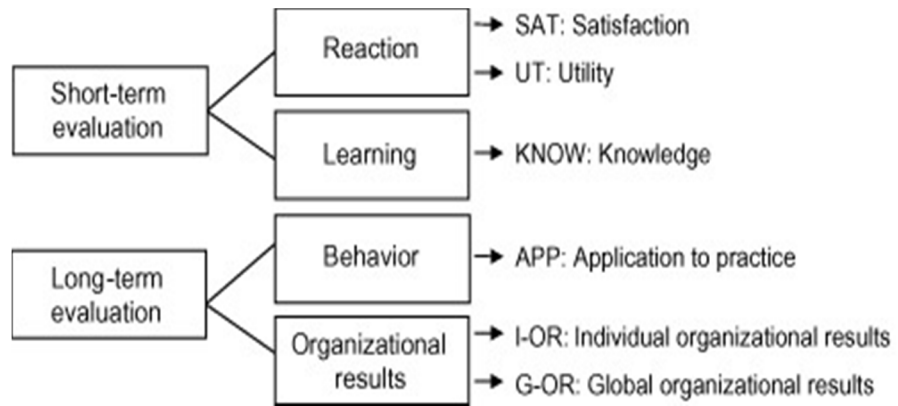 Short-term
evaluation
Reaction
SAT: Satisfaction
UT: Utility
Learning
KNOW: Knowledge
Long-term
evaluation
Behavior
APP: Application to practice
Organizational
results
I-OR: Individual organizational results
G-OR: Global organizational results